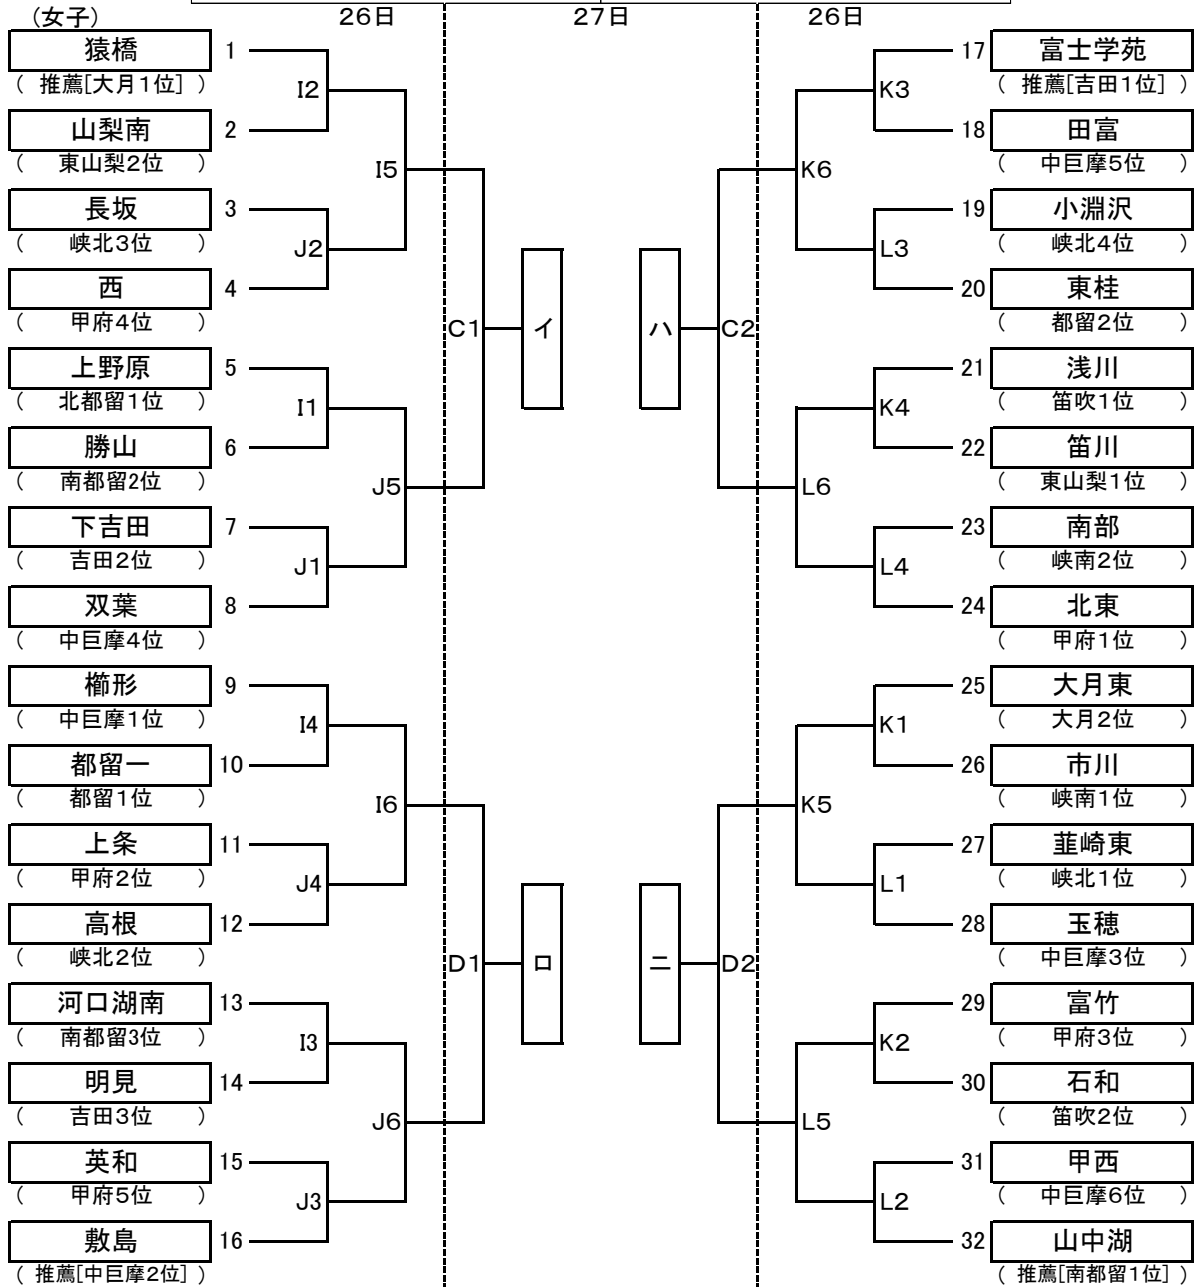 (女子)
26日
27日
26日
猿橋 1
( 推薦[大月1位] )
山梨南 2
( 東山梨2位 )
長坂 3
( 峡北3位 )
西 4
( 甲府4位 )
上野原 5
( 北都留1位 )
勝山 6
( 南都留2位 )
下吉田 7
( 吉田2位 )
双葉 8
( 中巨摩4位 )
櫛形 9
( 中巨摩1位 )
都留一 10
( 都留1位 )
上条 11
( 甲府2位 )
高根 12
( 峡北2位 )
河口湖南 13
( 南都留3位 )
明見 14
( 吉田3位 )
英和 15
( 甲府5位 )
敷島 16
( 推薦[中巨摩2位] )
I2
J2
I1
J1
I4
J4
I3
J3
I5
J5
I6
J6
C1
D1
イ
ロ
ハ
ニ
C2
D2
K6
L6
K5
L5
K3
L3
K4
L4
K1
L1
K2
L2
17 富士学苑
( 推薦[吉田1位] )
18 田富
( 中巨摩5位 )
19 小淵沢
( 峡北4位 )
20 東桂
( 都留2位 )
21 浅川
( 笛吹1位 )
22 笛川
( 東山梨1位 )
23 南部
( 峡南2位 )
24 北東
( 甲府1位 )
25 大月東
( 大月2位 )
26 市川
( 峡南1位 )
27 韮崎東
( 峡北1位 )
28 玉穂
( 中巨摩3位 )
29 富竹
( 甲府3位 )
30 石和
( 笛吹2位 )
31 甲西
( 中巨摩6位 )
32 山中湖
( 推薦[南都留1位] )